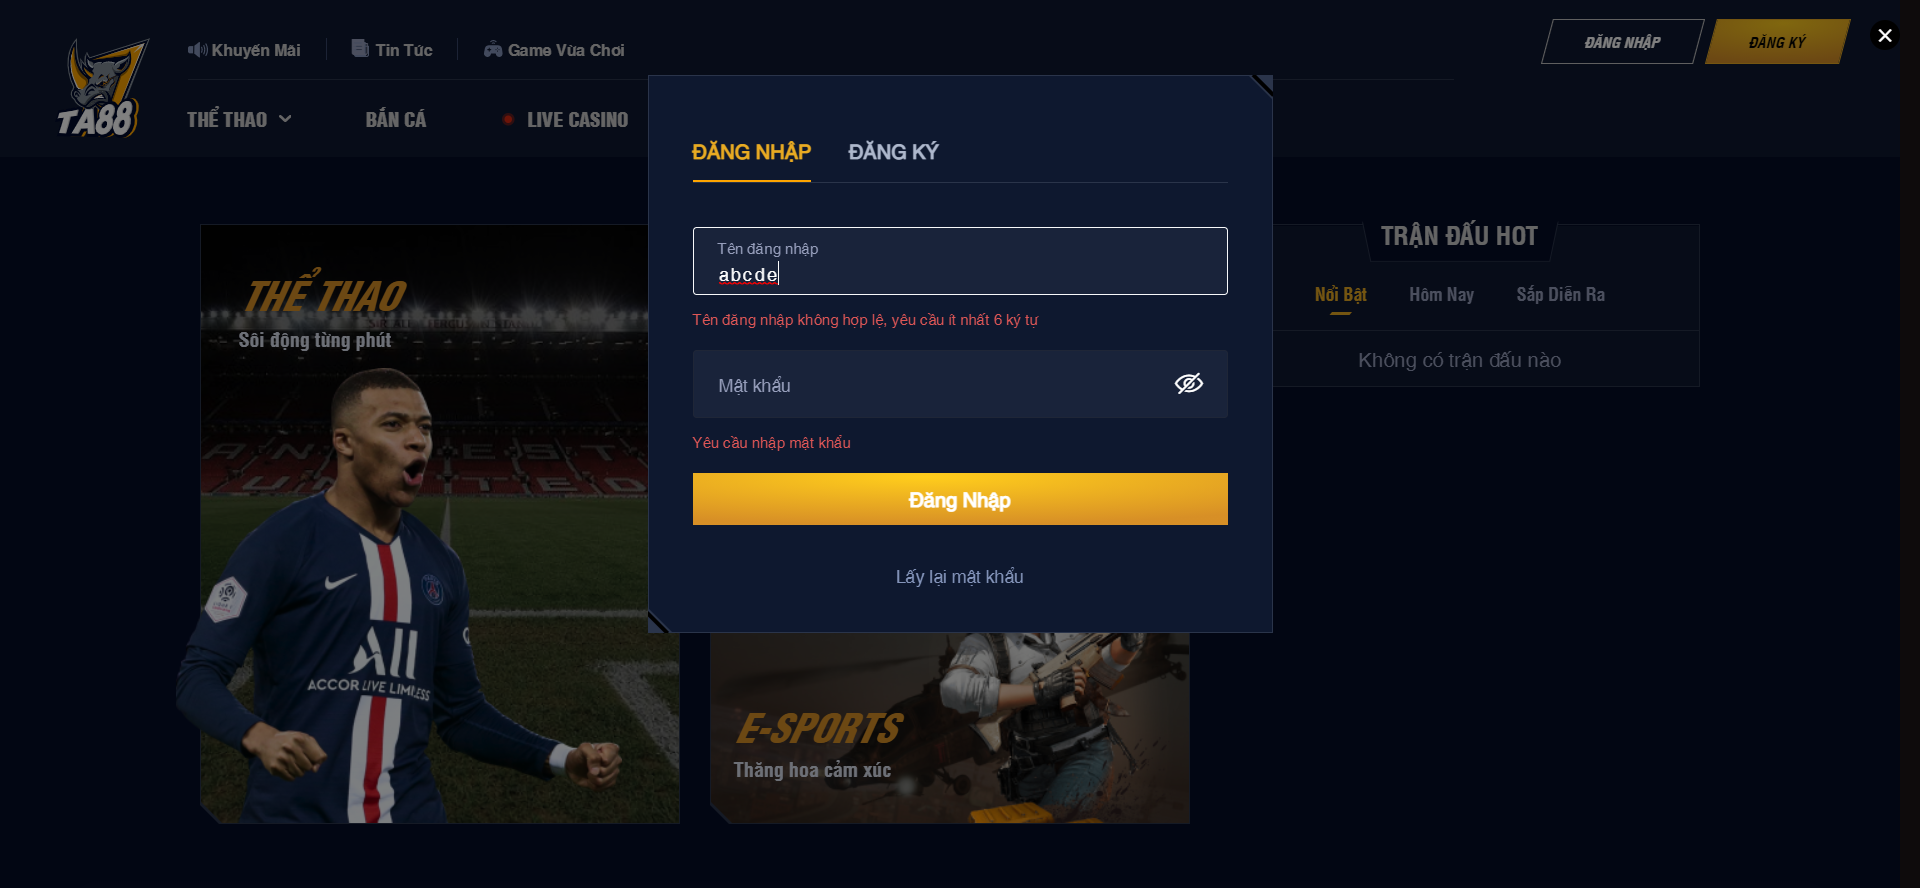 Khuyến Mãi
Tin Tức
Game Vừa Chơi
ĐĂNG NHẬP
ĐĂNG KÝ
TA88
THỂ THAO
BẮN CÁ
LIVE CASINO
ĐĂNG NHẬP
ĐĂNG KÝ
Tên đăng nhập
abcde
Tên đăng nhập không hợp lệ, yêu cầu ít nhất 6 ký tự
Mật khẩu
Yêu cầu nhập mật khẩu
Đăng Nhập
Lấy lại mật khẩu
THỂ THAO
Sôi động từng phút
UNITED
ALL
ACCOR LIVE LIMITLESS
E-SPORTS
Thăng hoa cảm xúc
TRẬN ĐẤU HOT
Nổi Bật
Hôm Nay
Sắp Diễn Ra
Không có trận đấu nào